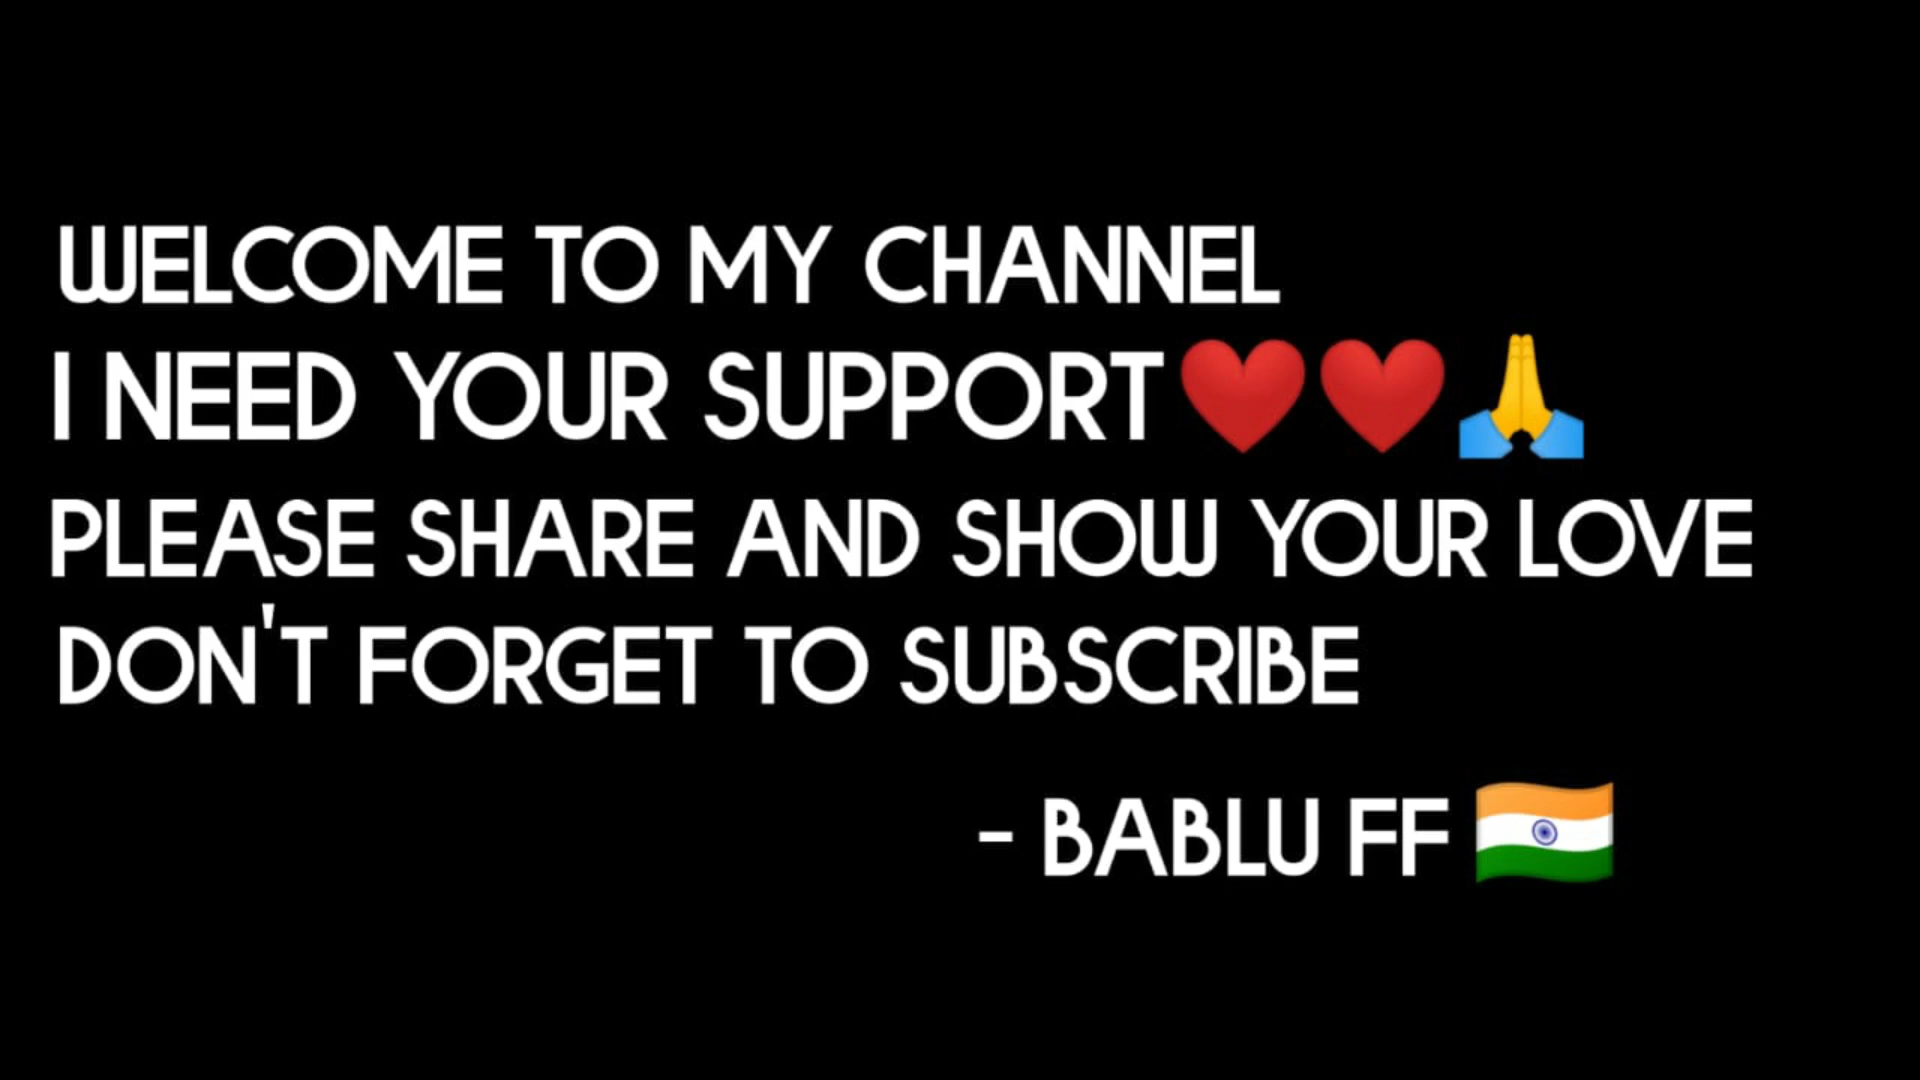 WELCOME TO MY CHANNEL
I NEED YOUR SUPPORT❤️❤️🙏
PLEASE SHARE AND SHOW YOUR LOVE
DON'T FORGET TO SUBSCRIBE
- BABLU FF 🇮🇳